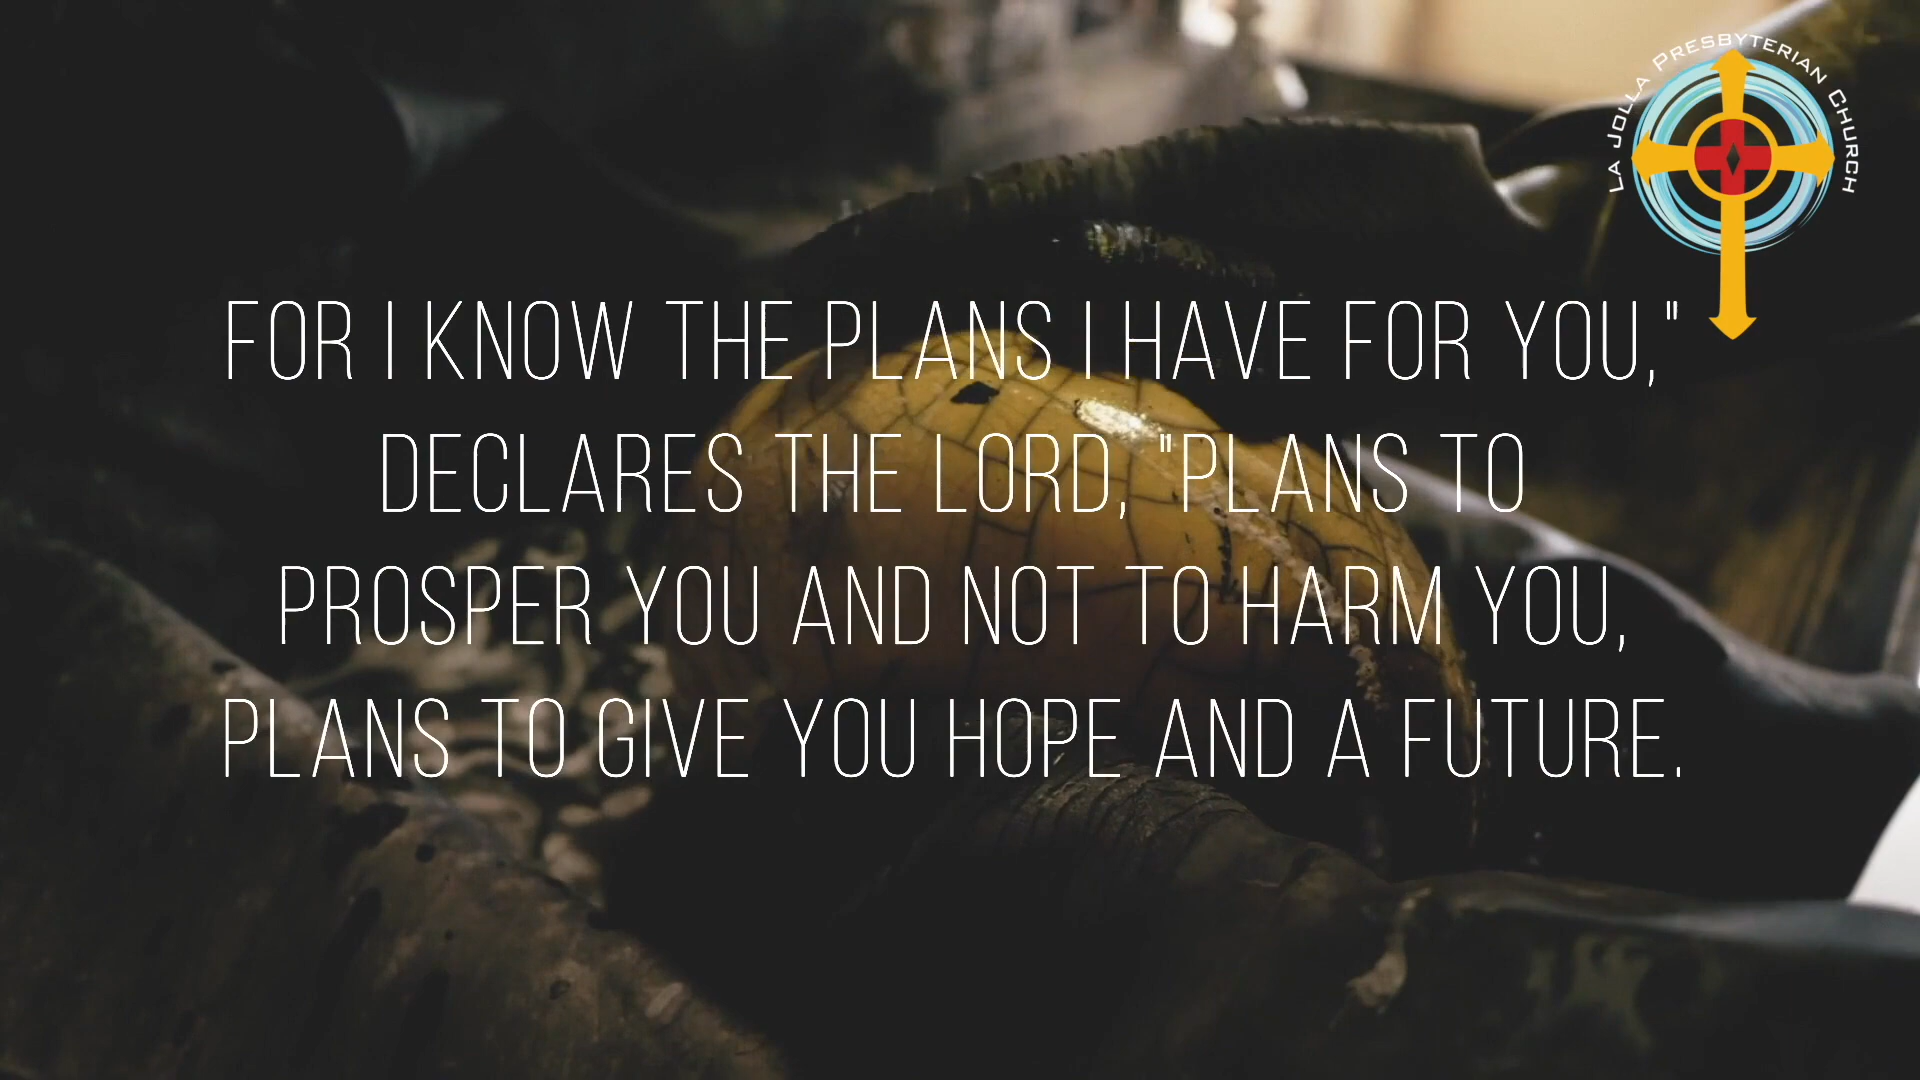 LA JOLLA PRESBYTERIAN CHURCH
FOR I KNOW THE PLANS I HAVE FOR YOU,"
DECLARES THE LORD, "PLANS TO
PROSPER YOU AND NOT TO HARM YOU,
PLANS TO GIVE YOU HOPE AND A FUTURE.